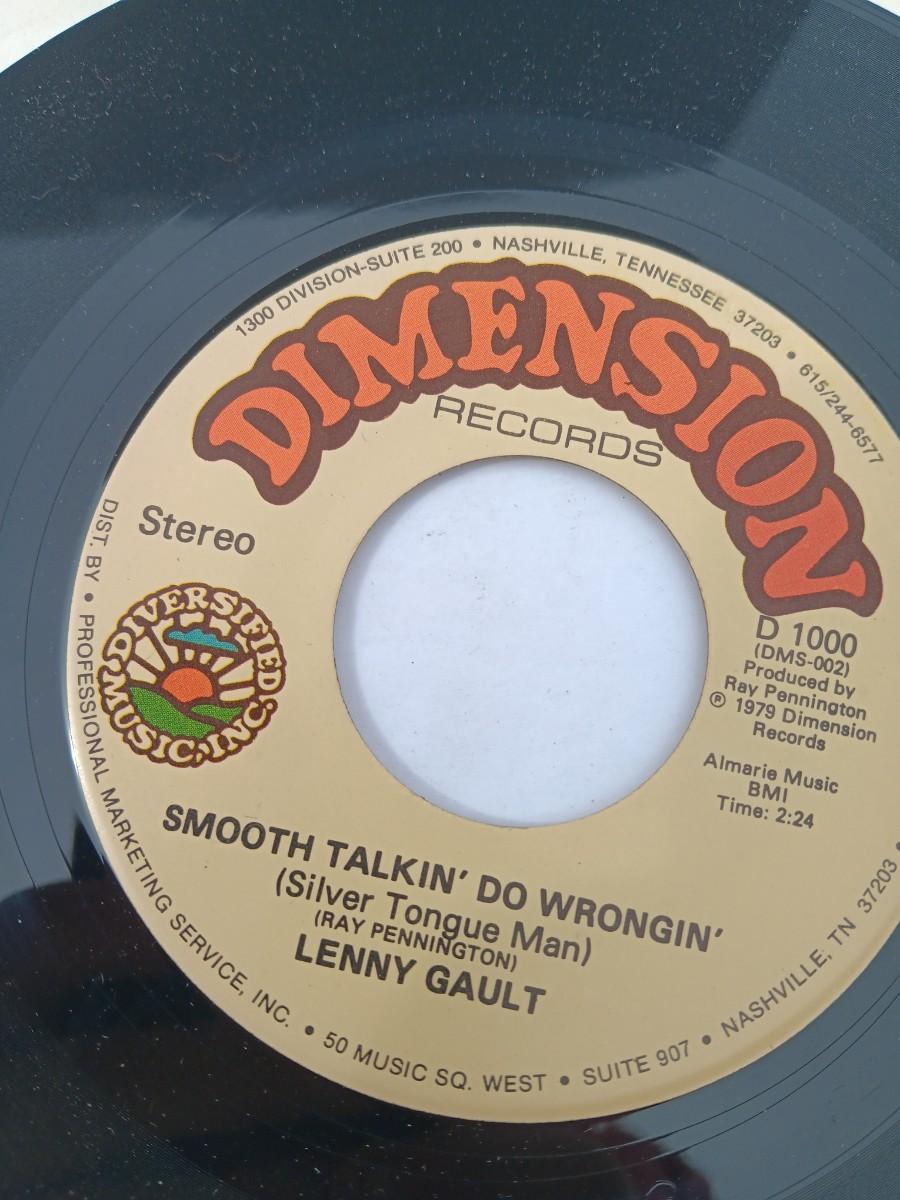 1300 DIVISION-SUITE 200 • NASHVILLE, TENNESSEE 37203 • 615/244-6577
DIMENSION
RECORDS
Stereo
DIVERSIFIED
MUSIC, INC.
D 1000
(DMS-002)
Produced by
Ray Pennington
℗ 1979 Dimension
Records
Almarie Music
BMI
Time: 2:24
SMOOTH TALKIN' DO WRONGIN'
(Silver Tongue Man)
(RAY PENNINGTON)
LENNY GAULT
DIST. BY • PROFESSIONAL MARKETING SERVICE, INC. • 50 MUSIC SQ. WEST • SUITE 907 • NASHVILLE, TN 37203 •